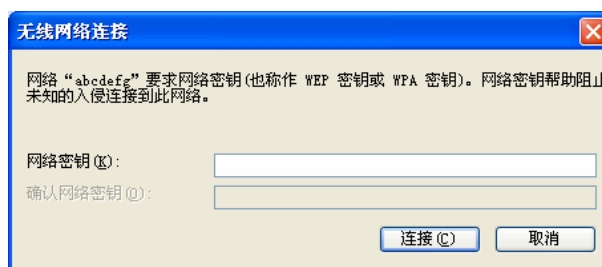 无线网络连接
网络“abcdefg”要求网络密钥(也称作 WEP 密钥或 WPA 密钥)。网络密钥帮助阻止
未知的入侵连接到此网络。
网络密钥(K):
确认网络密钥(O):
连接(C)
取消